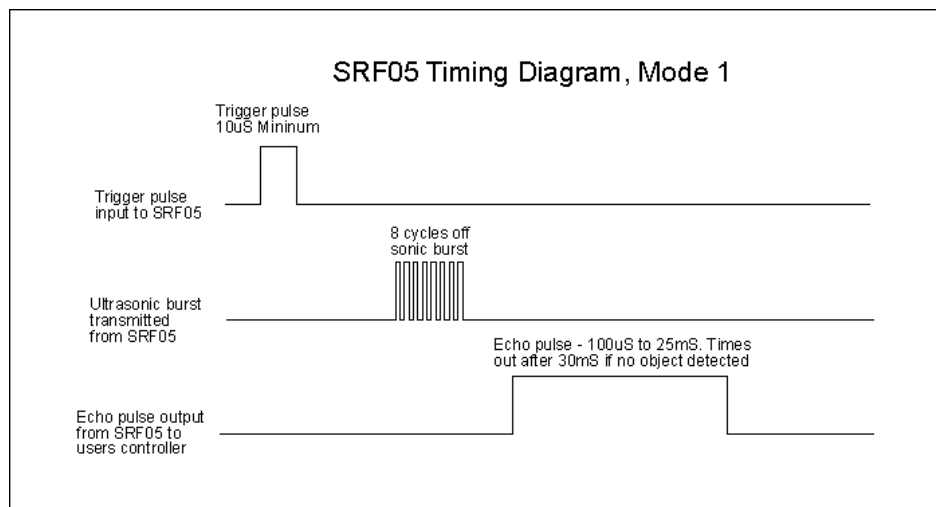 SRF05 Timing Diagram, Mode 1
Trigger pulse
10uS Mininum
Trigger pulse
input to SRF05
8 cycles off
sonic burst
Ultrasonic burst
transmitted
from SRF05
Echo pulse - 100uS to 25mS. Times
out after 30mS if no object detected
Echo pulse output
from SRF05 to
users controller